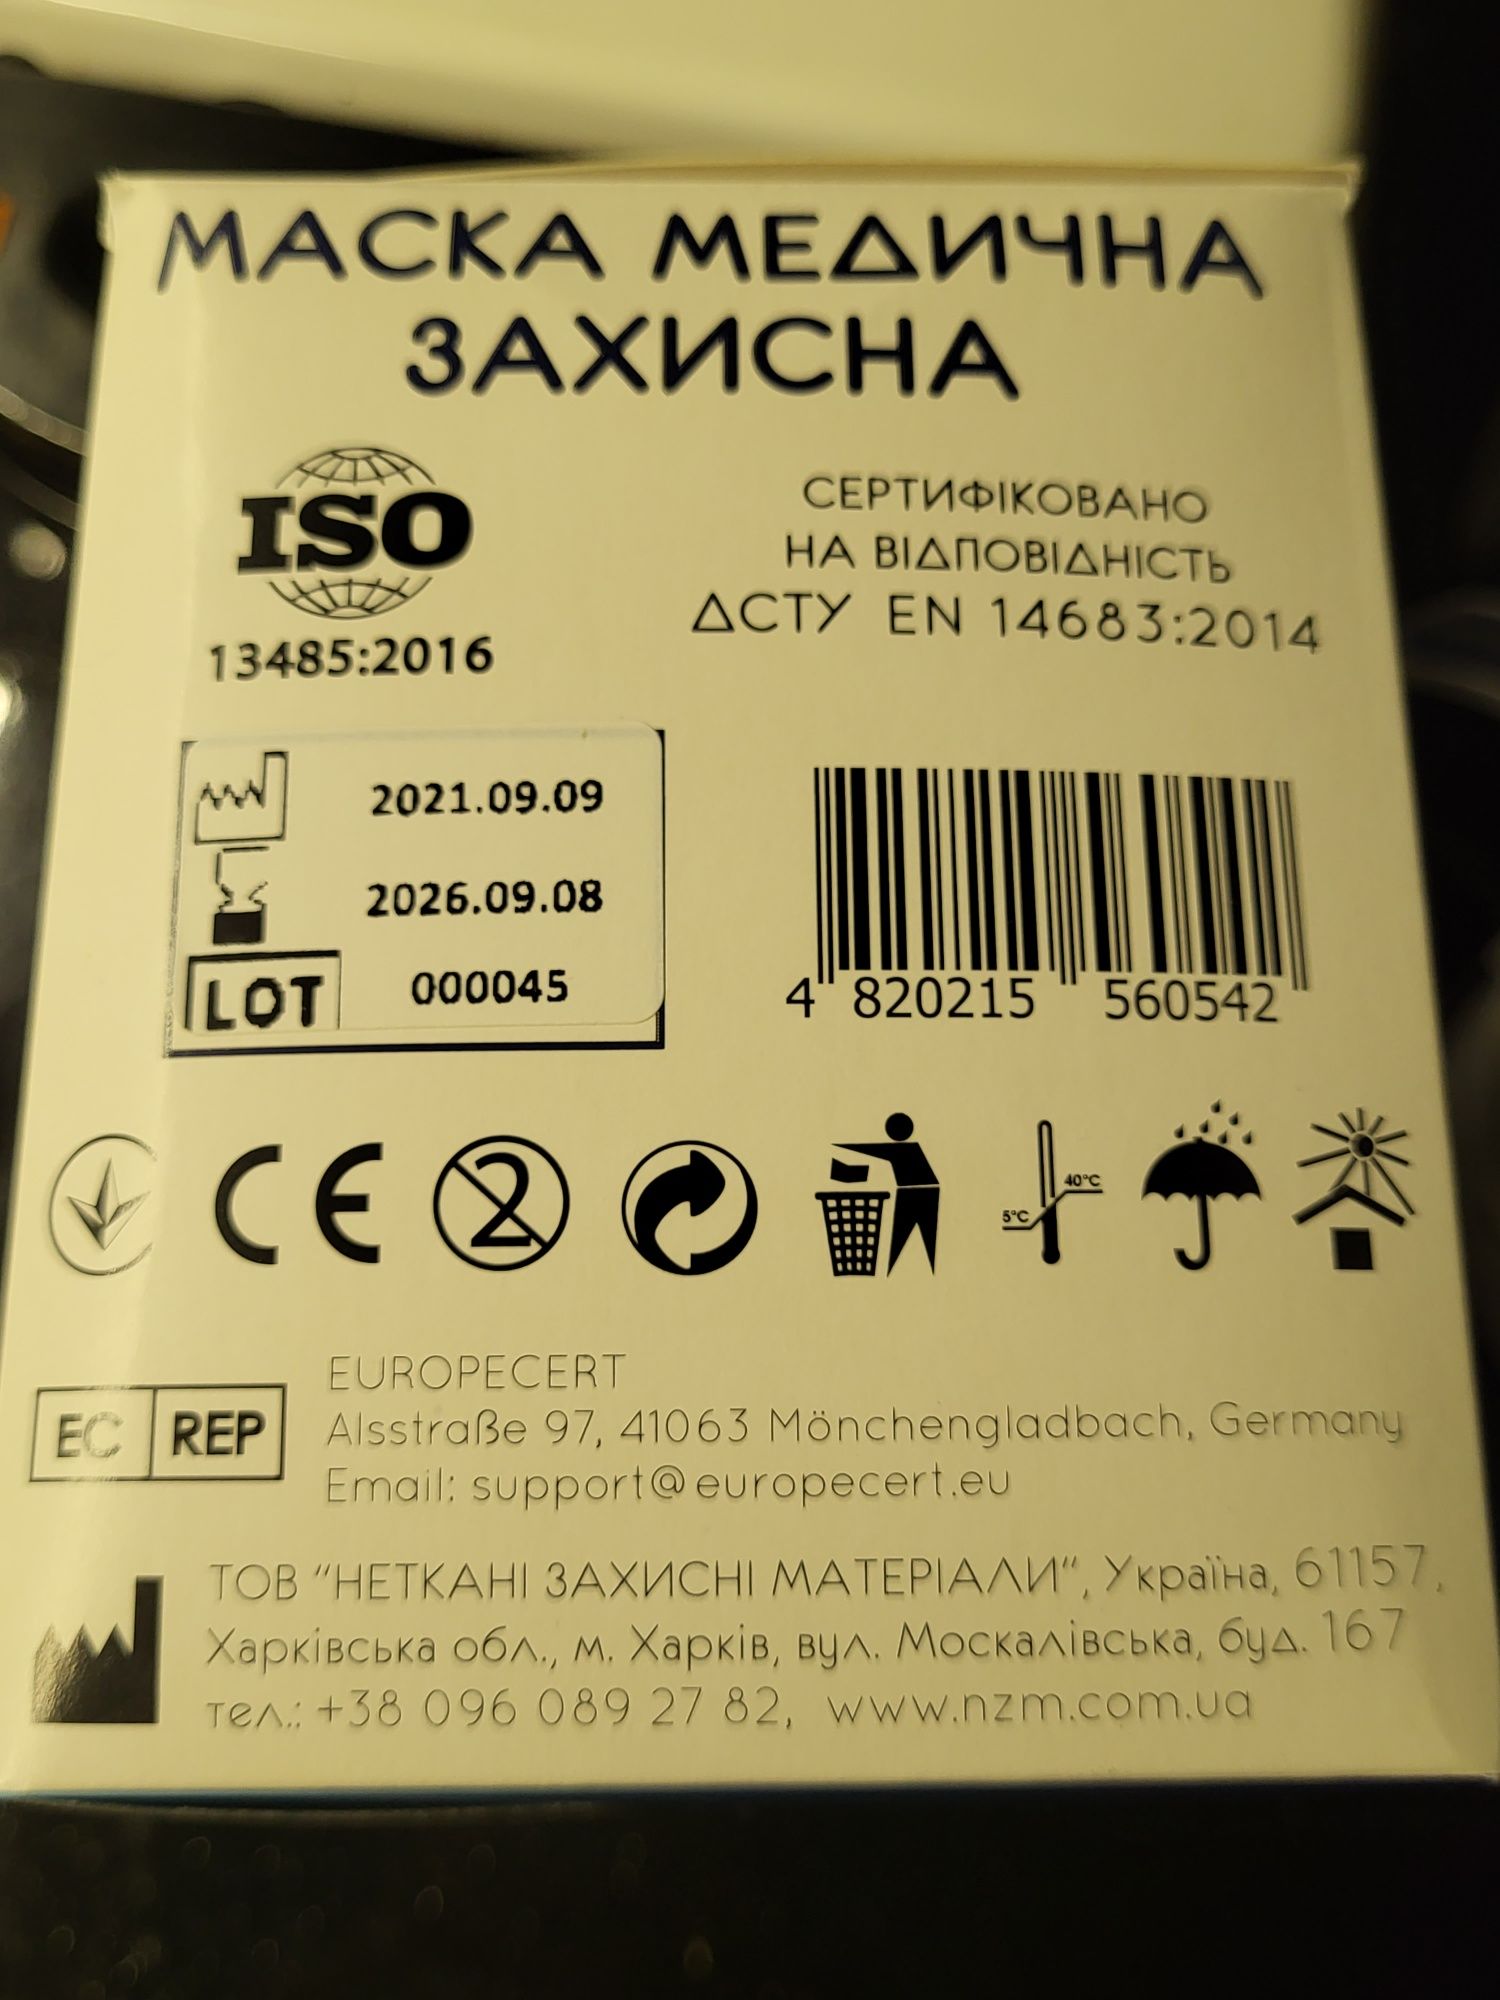 МАСКА МЕДИЧНА
ЗАХИСНА
ISO
13485:2016
СЕРТИФІКОВАНО
НА ВІДПОВІДНІСТЬ
ДСТУ EN 14683:2014
2021.09.09
2026.09.08
LOT 000045
4 820215 560542
CE
2
5°C
40°C
EC REP
EUROPECERT
Alsstraße 97, 41063 Mönchengladbach, Germany
Email: support@europecert.eu
ТОВ “НЕТКАНІ ЗАХИСНІ МАТЕРІАЛИ“, Україна, 61157,
Харківська обл., м. Харків, вул. Москалівська, буд. 167
тел.: +38 096 089 27 82, www.nzm.com.ua